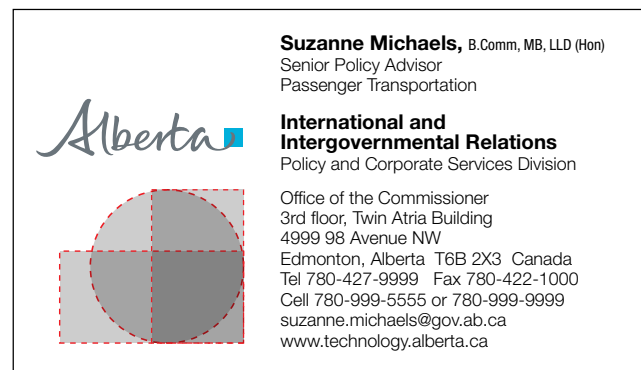 Alberta
Suzanne Michaels, B.Comm, MB, LLD (Hon)
Senior Policy Advisor
Passenger Transportation
International and
Intergovernmental Relations
Policy and Corporate Services Division
Office of the Commissioner
3rd floor, Twin Atria Building
4999 98 Avenue NW
Edmonton, Alberta T6B 2X3 Canada
Tel 780-427-9999 Fax 780-422-1000
Cell 780-999-5555 or 780-999-9999
suzanne.michaels@gov.ab.ca
www.technology.alberta.ca